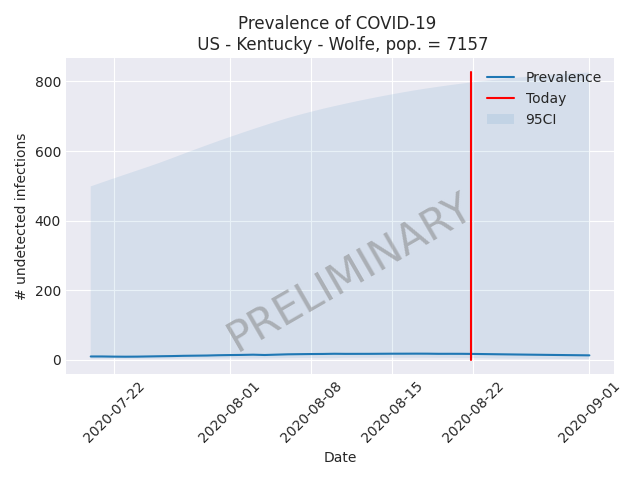 Prevalence of COVID-19
US - Kentucky - Wolfe, pop. = 7157
# undetected infections
800
600
400
200
0
Prevalence
Today
95CI
PRELIMINARY
2020-07-22
2020-08-01
2020-08-08
2020-08-15
2020-08-22
2020-09-01
Date